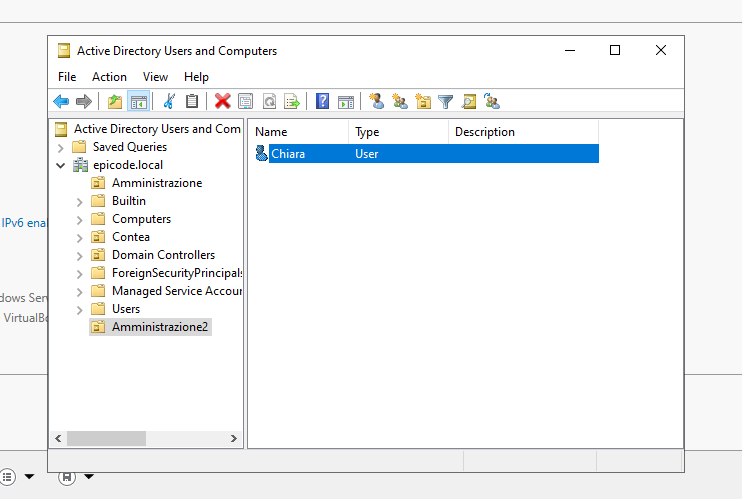 Active Directory Users and Computers
File Action View Help
Active Directory Users and Com
Saved Queries
epicode.local
Amministrazione
Builtin
Computers
Contea
Domain Controllers
ForeignSecurityPrincipals
Managed Service Accour
Users
Amministrazione2
Name Type Description
Chiara User
IPv6 ena
dows Serv
VirtualBo